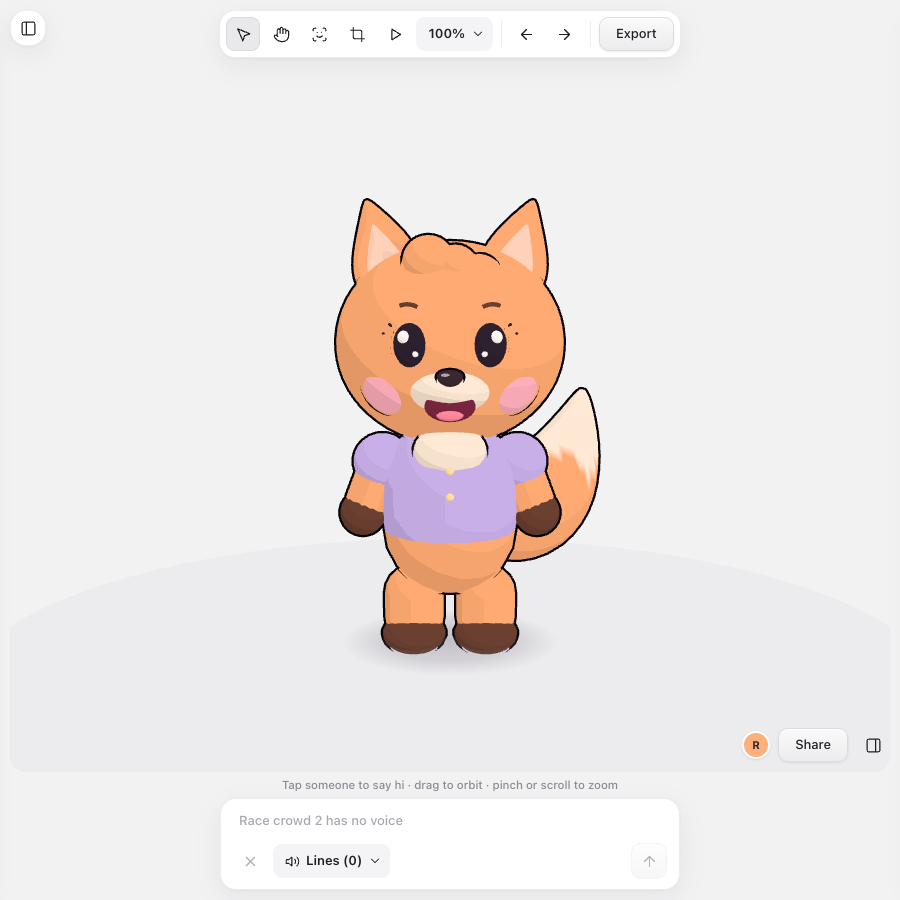 100%
Export
R
Share
Tap someone to say hi · drag to orbit · pinch or scroll to zoom
Race crowd 2 has no voice
Lines (0)